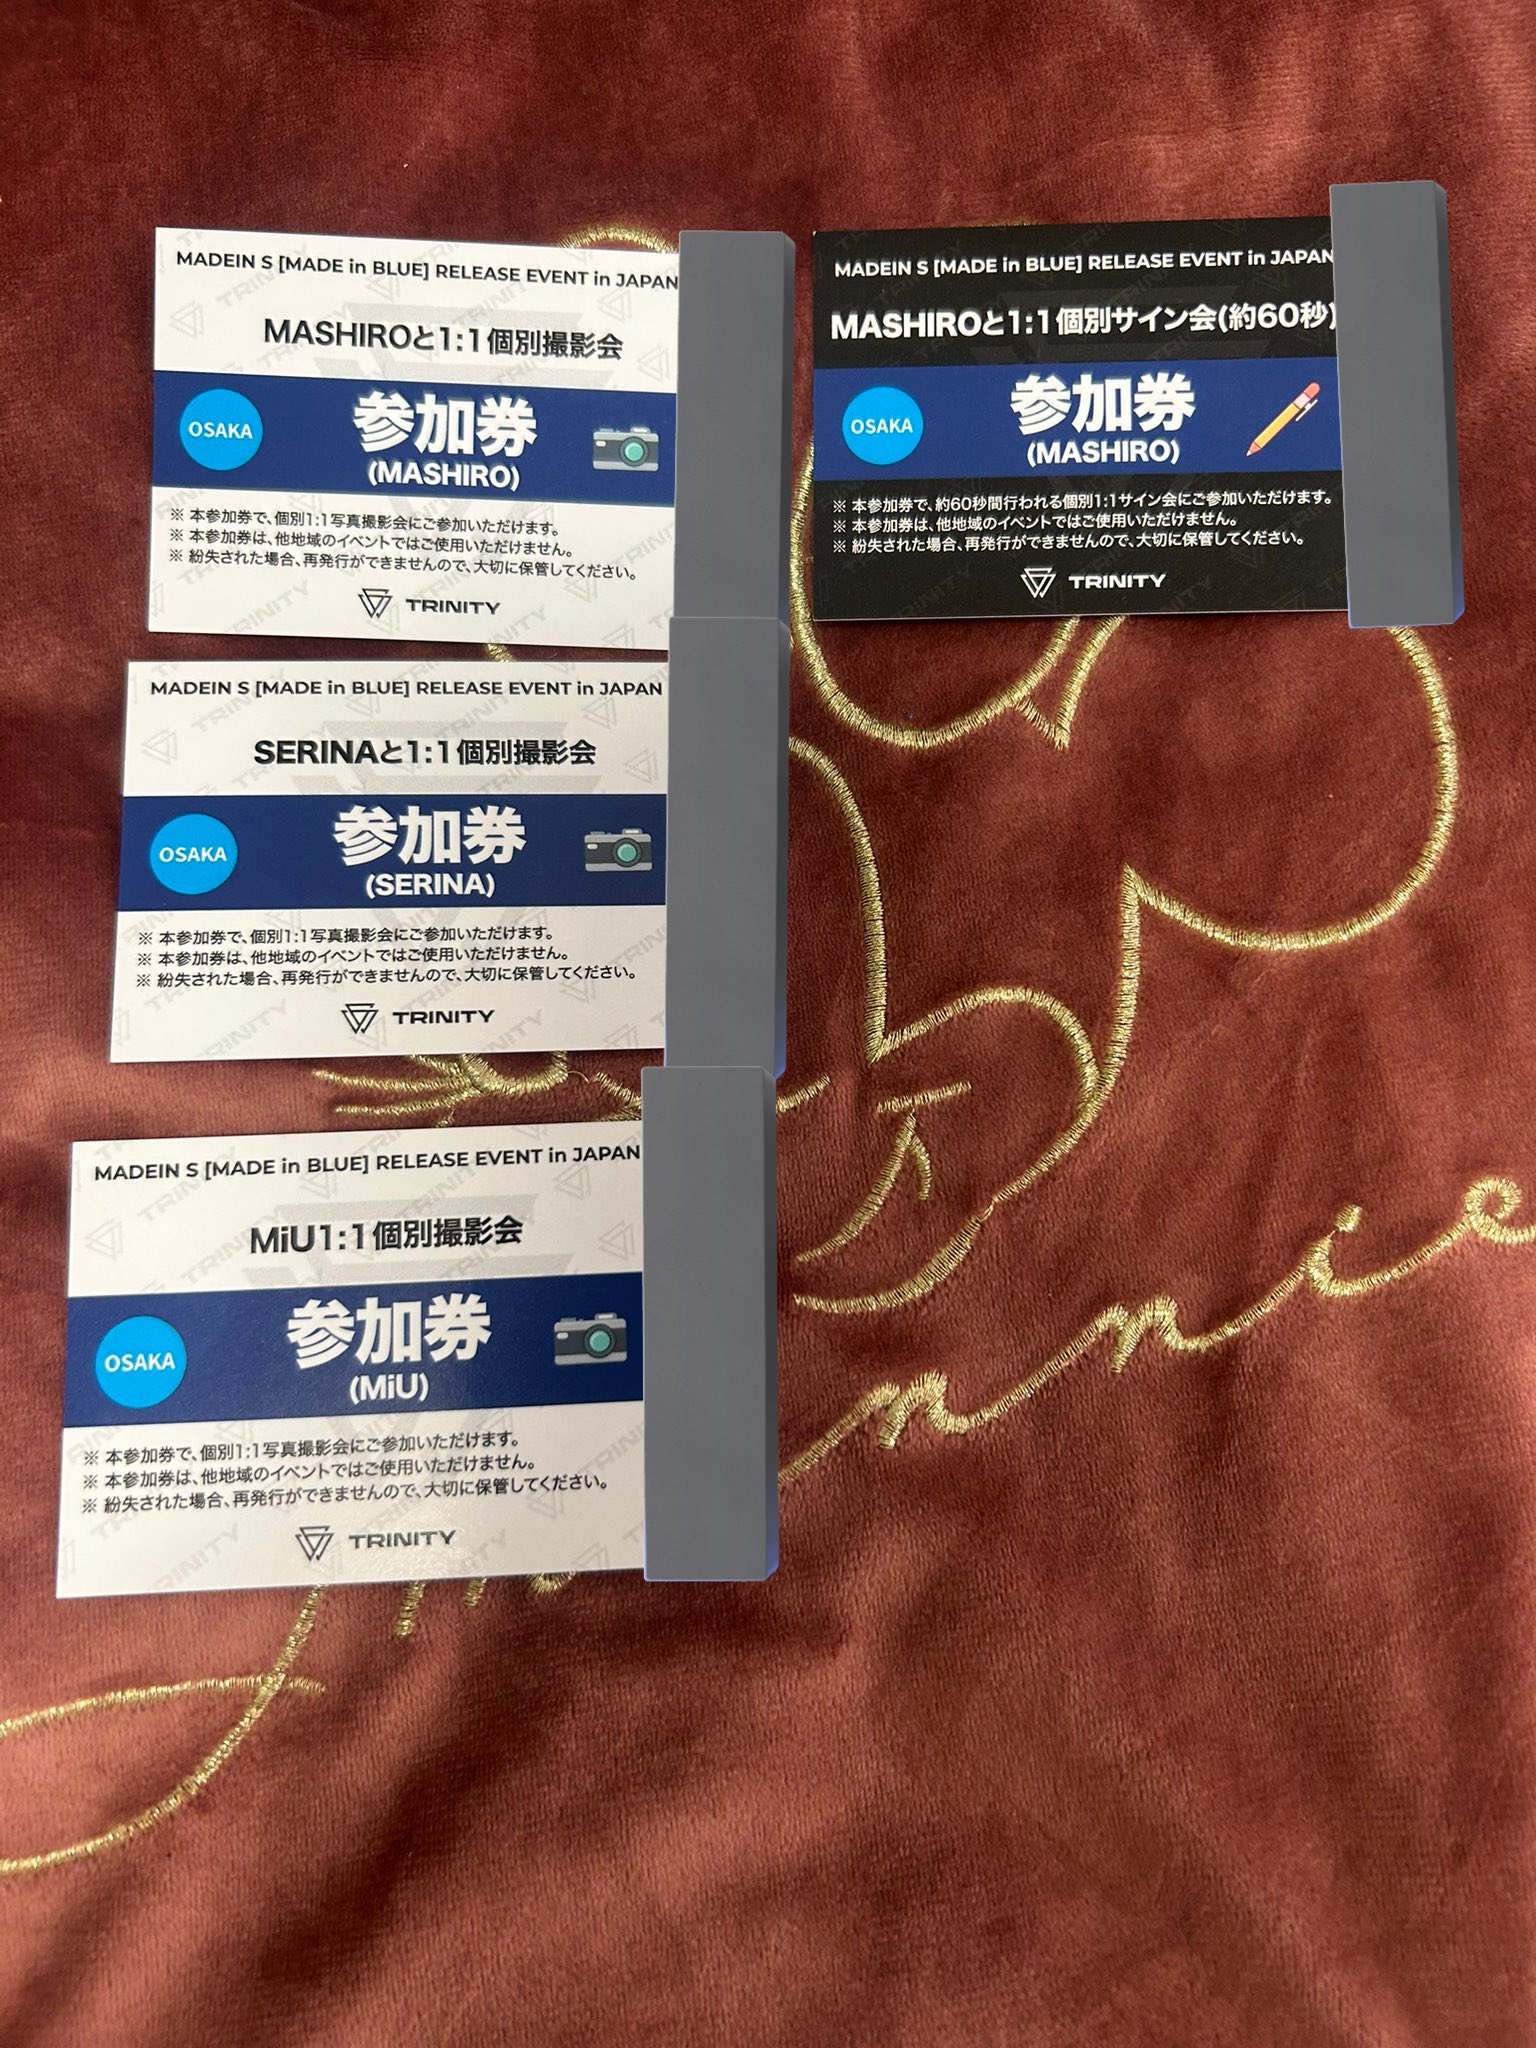 MADEIN S [MADE in BLUE] RELEASE EVENT in JAPAN
MASHIROと1:1個別撮影会
OSAKA
参加券
(MASHIRO)
※ 本参加券で、個別1:1写真撮影会にご参加いただけます。
※ 本参加券は、他地域のイベントではご使用いただけません。
※ 紛失された場合、再発行ができませんので、大切に保管してください。
TRINITY
MADEIN S [MADE in BLUE] RELEASE EVENT in JAPAN
MASHIROと1:1個別サイン会(約60秒)
OSAKA
参加券
(MASHIRO)
※ 本参加券で、約60秒間行われる個別1:1サイン会にご参加いただけます。
※ 本参加券は、他地域のイベントではご使用いただけません。
※ 紛失された場合、再発行ができませんので、大切に保管してください。
TRINITY
MADEIN S [MADE in BLUE] RELEASE EVENT in JAPAN
SERINAと1:1個別撮影会
OSAKA
参加券
(SERINA)
※ 本参加券で、個別1:1写真撮影会にご参加いただけます。
※ 本参加券は、他地域のイベントではご使用いただけません。
※ 紛失された場合、再発行ができませんので、大切に保管してください。
TRINITY
MADEIN S [MADE in BLUE] RELEASE EVENT in JAPAN
MiU1:1個別撮影会
OSAKA
参加券
(MiU)
※ 本参加券で、個別1:1写真撮影会にご参加いただけます。
※ 本参加券は、他地域のイベントではご使用いただけません。
※ 紛失された場合、再発行ができませんので、大切に保管してください。
TRINITY